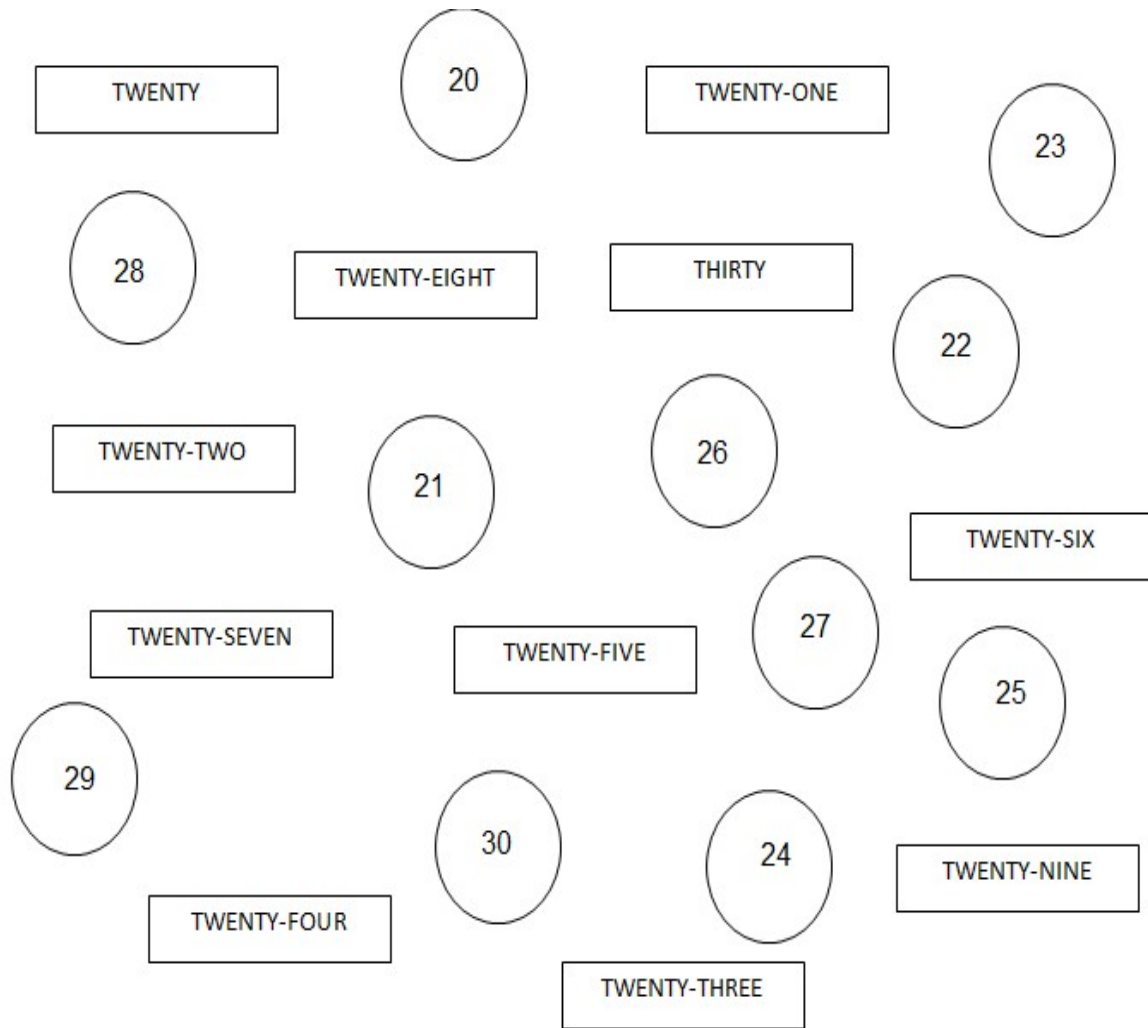 TWENTY
20
TWENTY-ONE
23
28
TWENTY-EIGHT
THIRTY
22
TWENTY-TWO
21
26
TWENTY-SIX
TWENTY-SEVEN
TWENTY-FIVE
27
25
29
30
24
TWENTY-NINE
TWENTY-FOUR
TWENTY-THREE